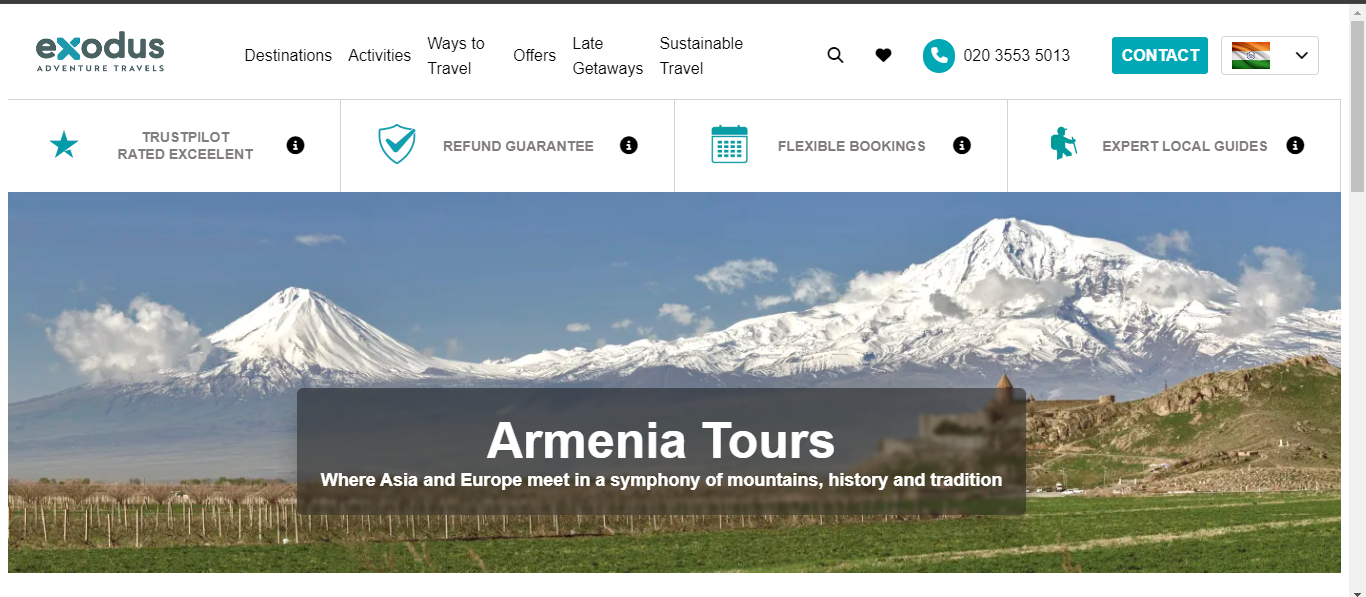 exodus
ADVENTURE TRAVELS
Destinations
Activities
Ways to
Travel
Offers
Late
Getaways
Sustainable
Travel
020 3553 5013
CONTACT
TRUSTPILOT
RATED EXCEELENT
REFUND GUARANTEE
FLEXIBLE BOOKINGS
EXPERT LOCAL GUIDES
Armenia Tours
Where Asia and Europe meet in a symphony of mountains, history and tradition